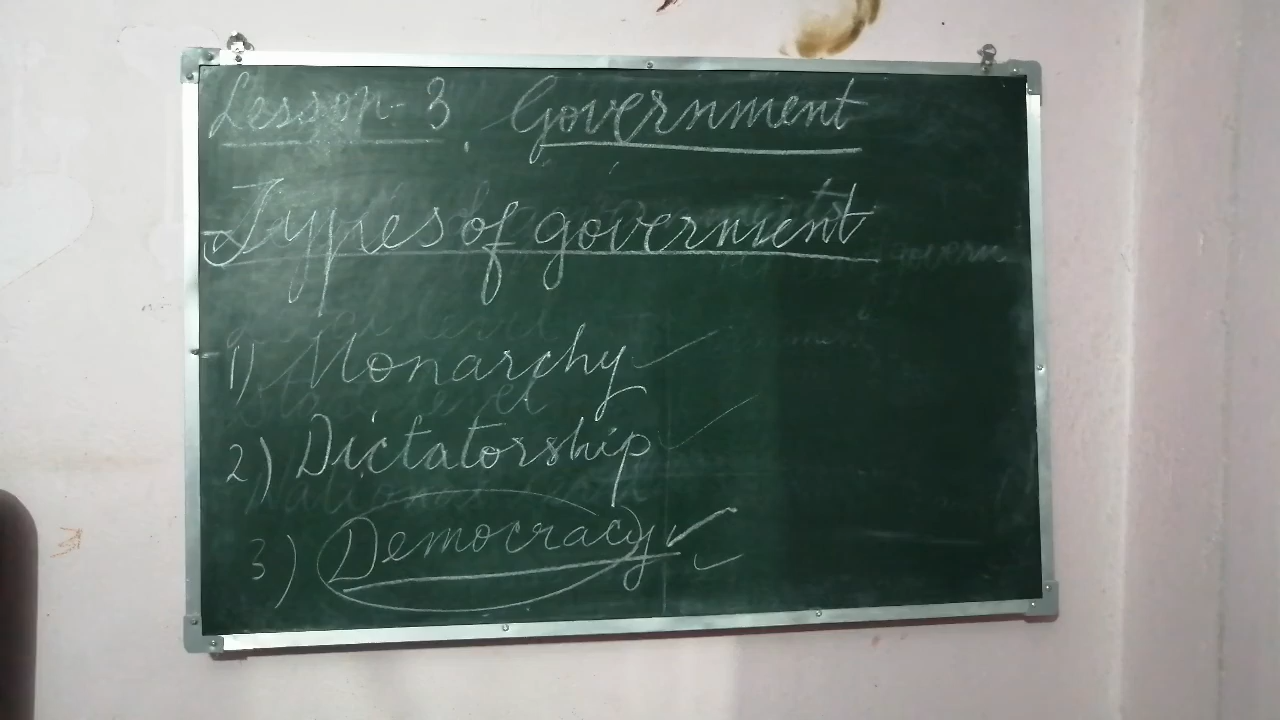 Lesson - 3 Government
Types of government
1) Monarchy
2) Dictatorship
3) Democracy